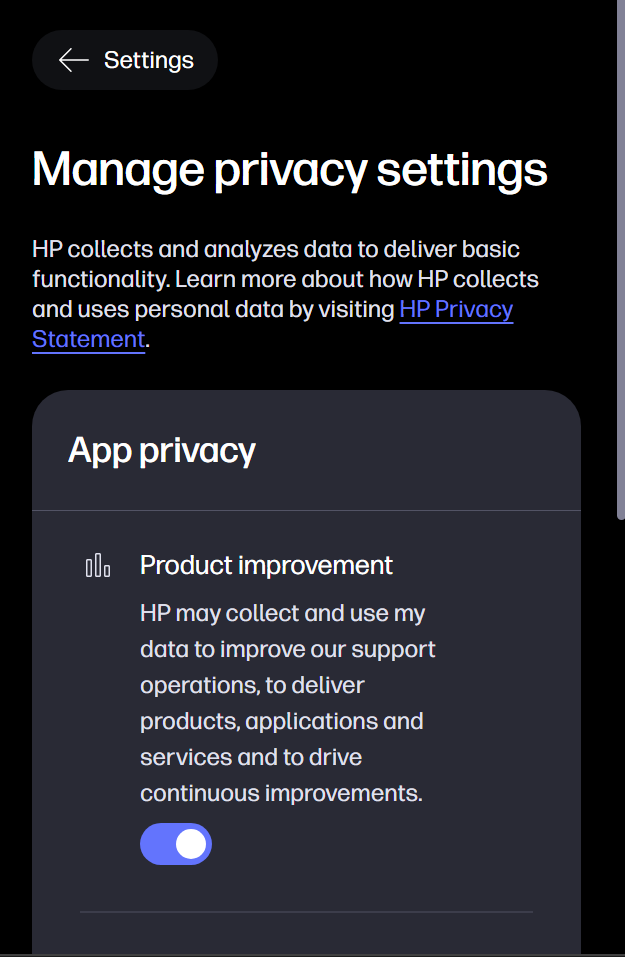 Settings
Manage privacy settings
HP collects and analyzes data to deliver basic
functionality. Learn more about how HP collects
and uses personal data by visiting HP Privacy
Statement.
App privacy
Product improvement
HP may collect and use my
data to improve our support
operations, to deliver
products, applications and
services and to drive
continuous improvements.